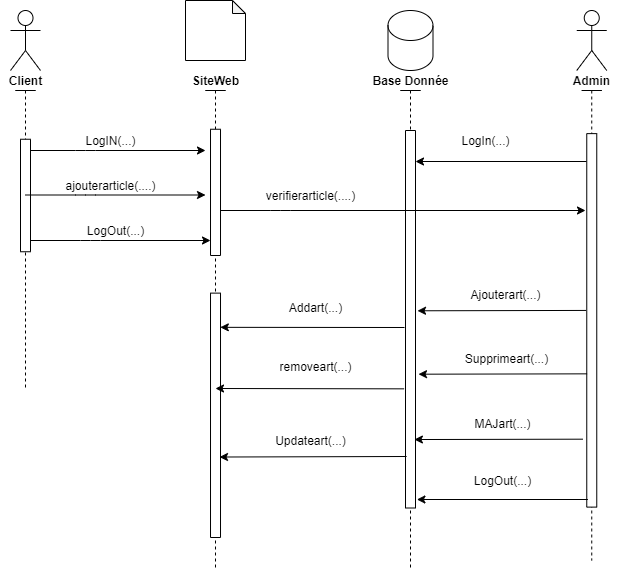 Client
SiteWeb
Base Donnée
Admin
LogIN(...)
LogIn(...)
ajouterarticle(....)
verifierarticle(....)
LogOut(...)
Ajouterart(...)
Addart(...)
Supprimeart(...)
removeart(...)
MAJart(...)
Updateart(...)
LogOut(...)